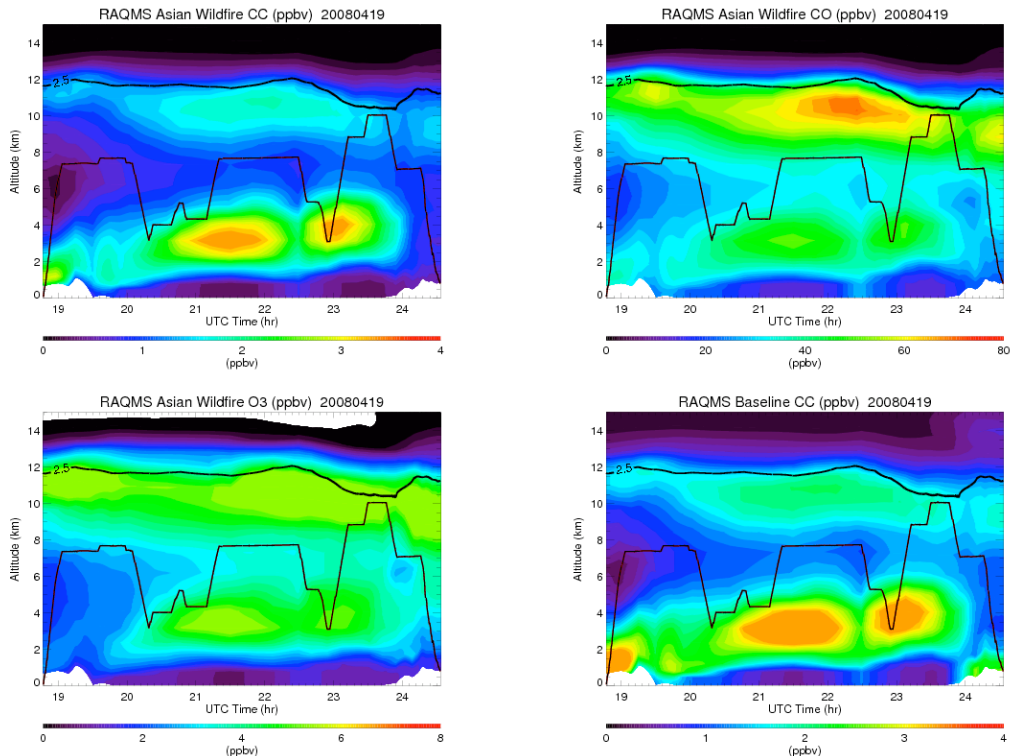 RAQMS Asian Wildfire CC (ppbv) 20080419
14
12
10
8
6
4
2
0
Altitude (km)
2.5
19 20 21 22 23 24
UTC Time (hr)
0 1 2 3 4
(ppbv)
RAQMS Asian Wildfire CO (ppbv) 20080419
14
12
10
8
6
4
2
0
Altitude (km)
2.5
19 20 21 22 23 24
UTC Time (hr)
0 20 40 60 80
(ppbv)
RAQMS Asian Wildfire O3 (ppbv) 20080419
14
12
10
8
6
4
2
0
Altitude (km)
2.5
19 20 21 22 23 24
UTC Time (hr)
0 2 4 6 8
(ppbv)
RAQMS Baseline CC (ppbv) 20080419
14
12
10
8
6
4
2
0
Altitude (km)
2.5
19 20 21 22 23 24
UTC Time (hr)
0 1 2 3 4
(ppbv)